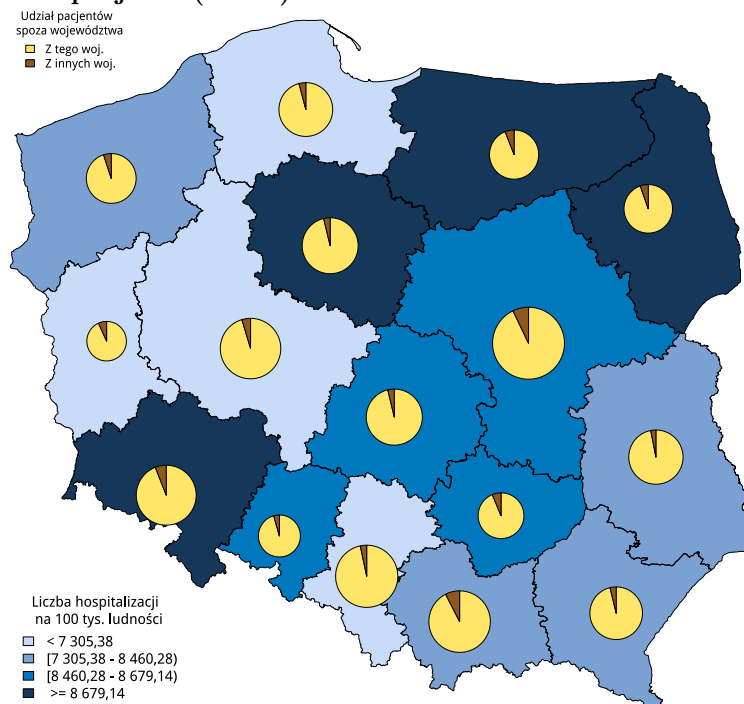 Udział pacjentów
spoza województwa
Z tego woj.
Z innych woj.
Liczba hospitalizacji
na 100 tys. ludności
< 7 305,38
[7 305,38 - 8 460,28)
[8 460,28 - 8 679,14)
>= 8 679,14